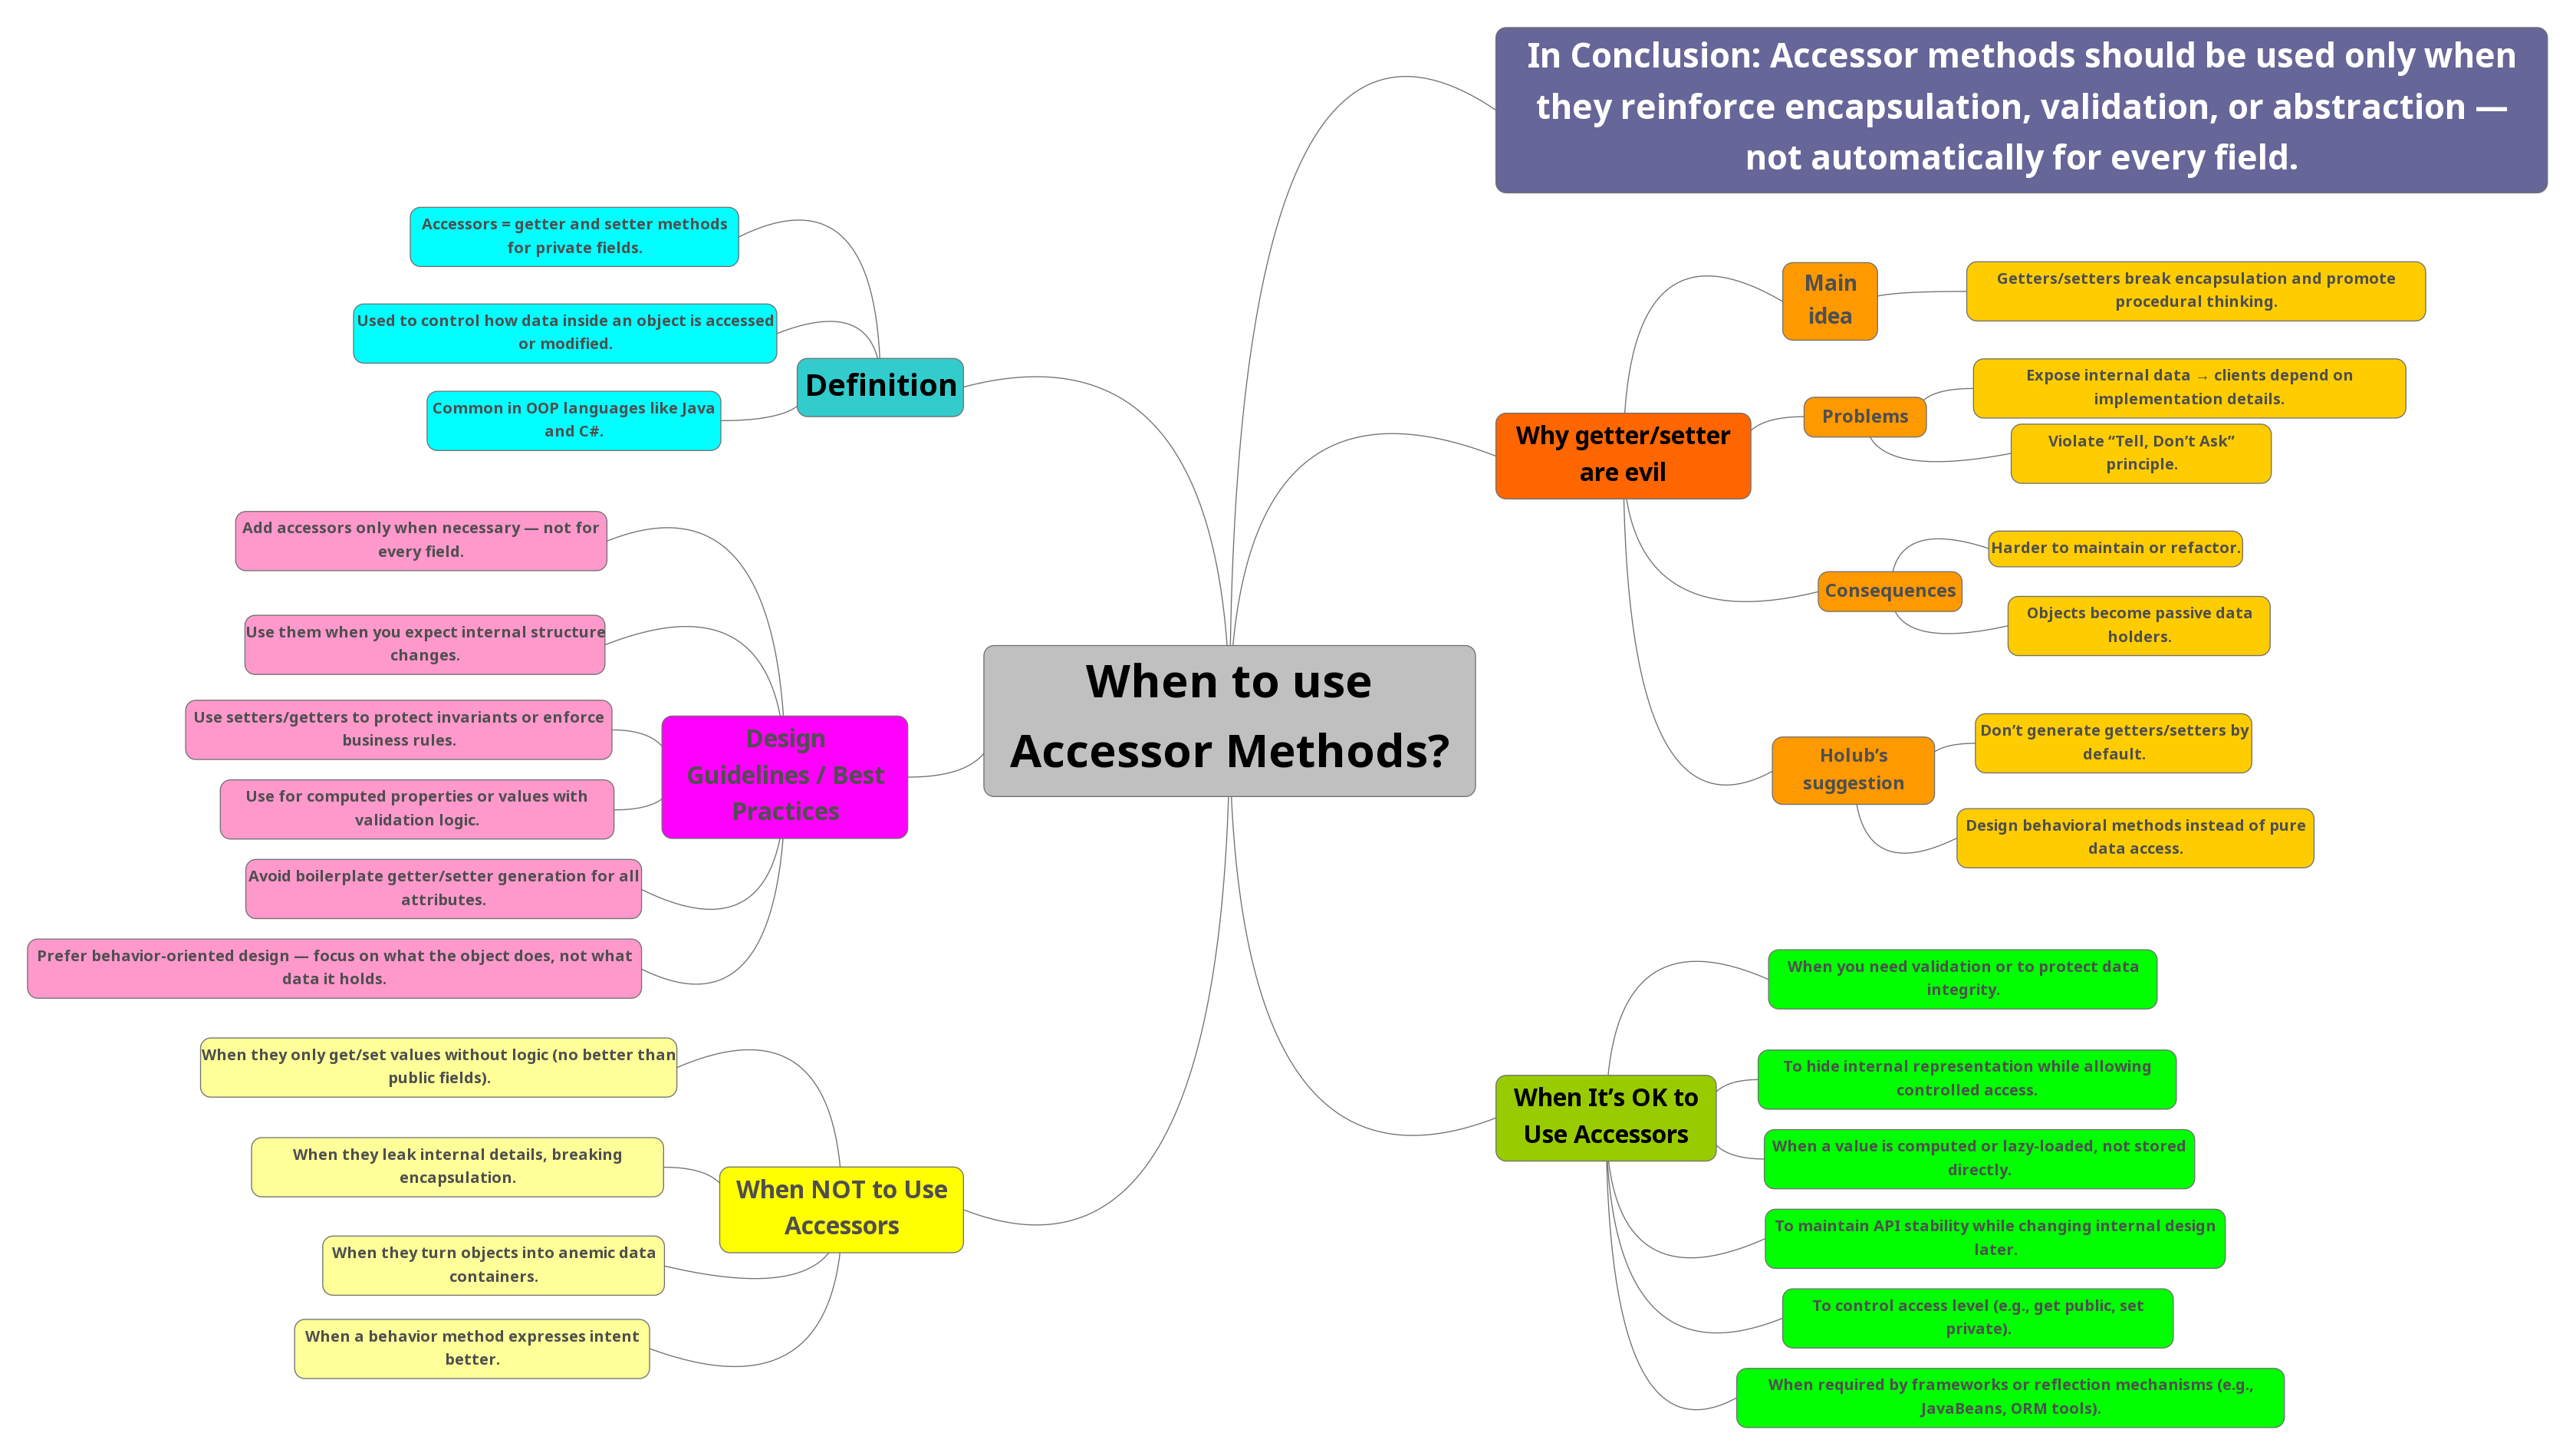 When to use
Accessor Methods?
In Conclusion: Accessor methods should be used only when
they reinforce encapsulation, validation, or abstraction —
not automatically for every field.
Definition
Accessors = getter and setter methods
for private fields.
Used to control how data inside an object is accessed
or modified.
Common in OOP languages like Java
and C#.
Why getter/setter
are evil
Main
idea
Getters/setters break encapsulation and promote
procedural thinking.
Problems
Expose internal data → clients depend on
implementation details.
Violate “Tell, Don’t Ask”
principle.
Consequences
Harder to maintain or refactor.
Objects become passive data
holders.
Holub’s
suggestion
Don’t generate getters/setters by
default.
Design behavioral methods instead of pure
data access.
Design
Guidelines / Best
Practices
Add accessors only when necessary — not for
every field.
Use them when you expect internal structure
changes.
Use setters/getters to protect invariants or enforce
business rules.
Use for computed properties or values with
validation logic.
Avoid boilerplate getter/setter generation for all
attributes.
Prefer behavior-oriented design — focus on what the object does, not what
data it holds.
When NOT to Use
Accessors
When they only get/set values without logic (no better than
public fields).
When they leak internal details, breaking
encapsulation.
When they turn objects into anemic data
containers.
When a behavior method expresses intent
better.
When It’s OK to
Use Accessors
When you need validation or to protect data
integrity.
To hide internal representation while allowing
controlled access.
When a value is computed or lazy-loaded, not stored
directly.
To maintain API stability while changing internal design
later.
To control access level (e.g., get public, set
private).
When required by frameworks or reflection mechanisms (e.g.,
JavaBeans, ORM tools).